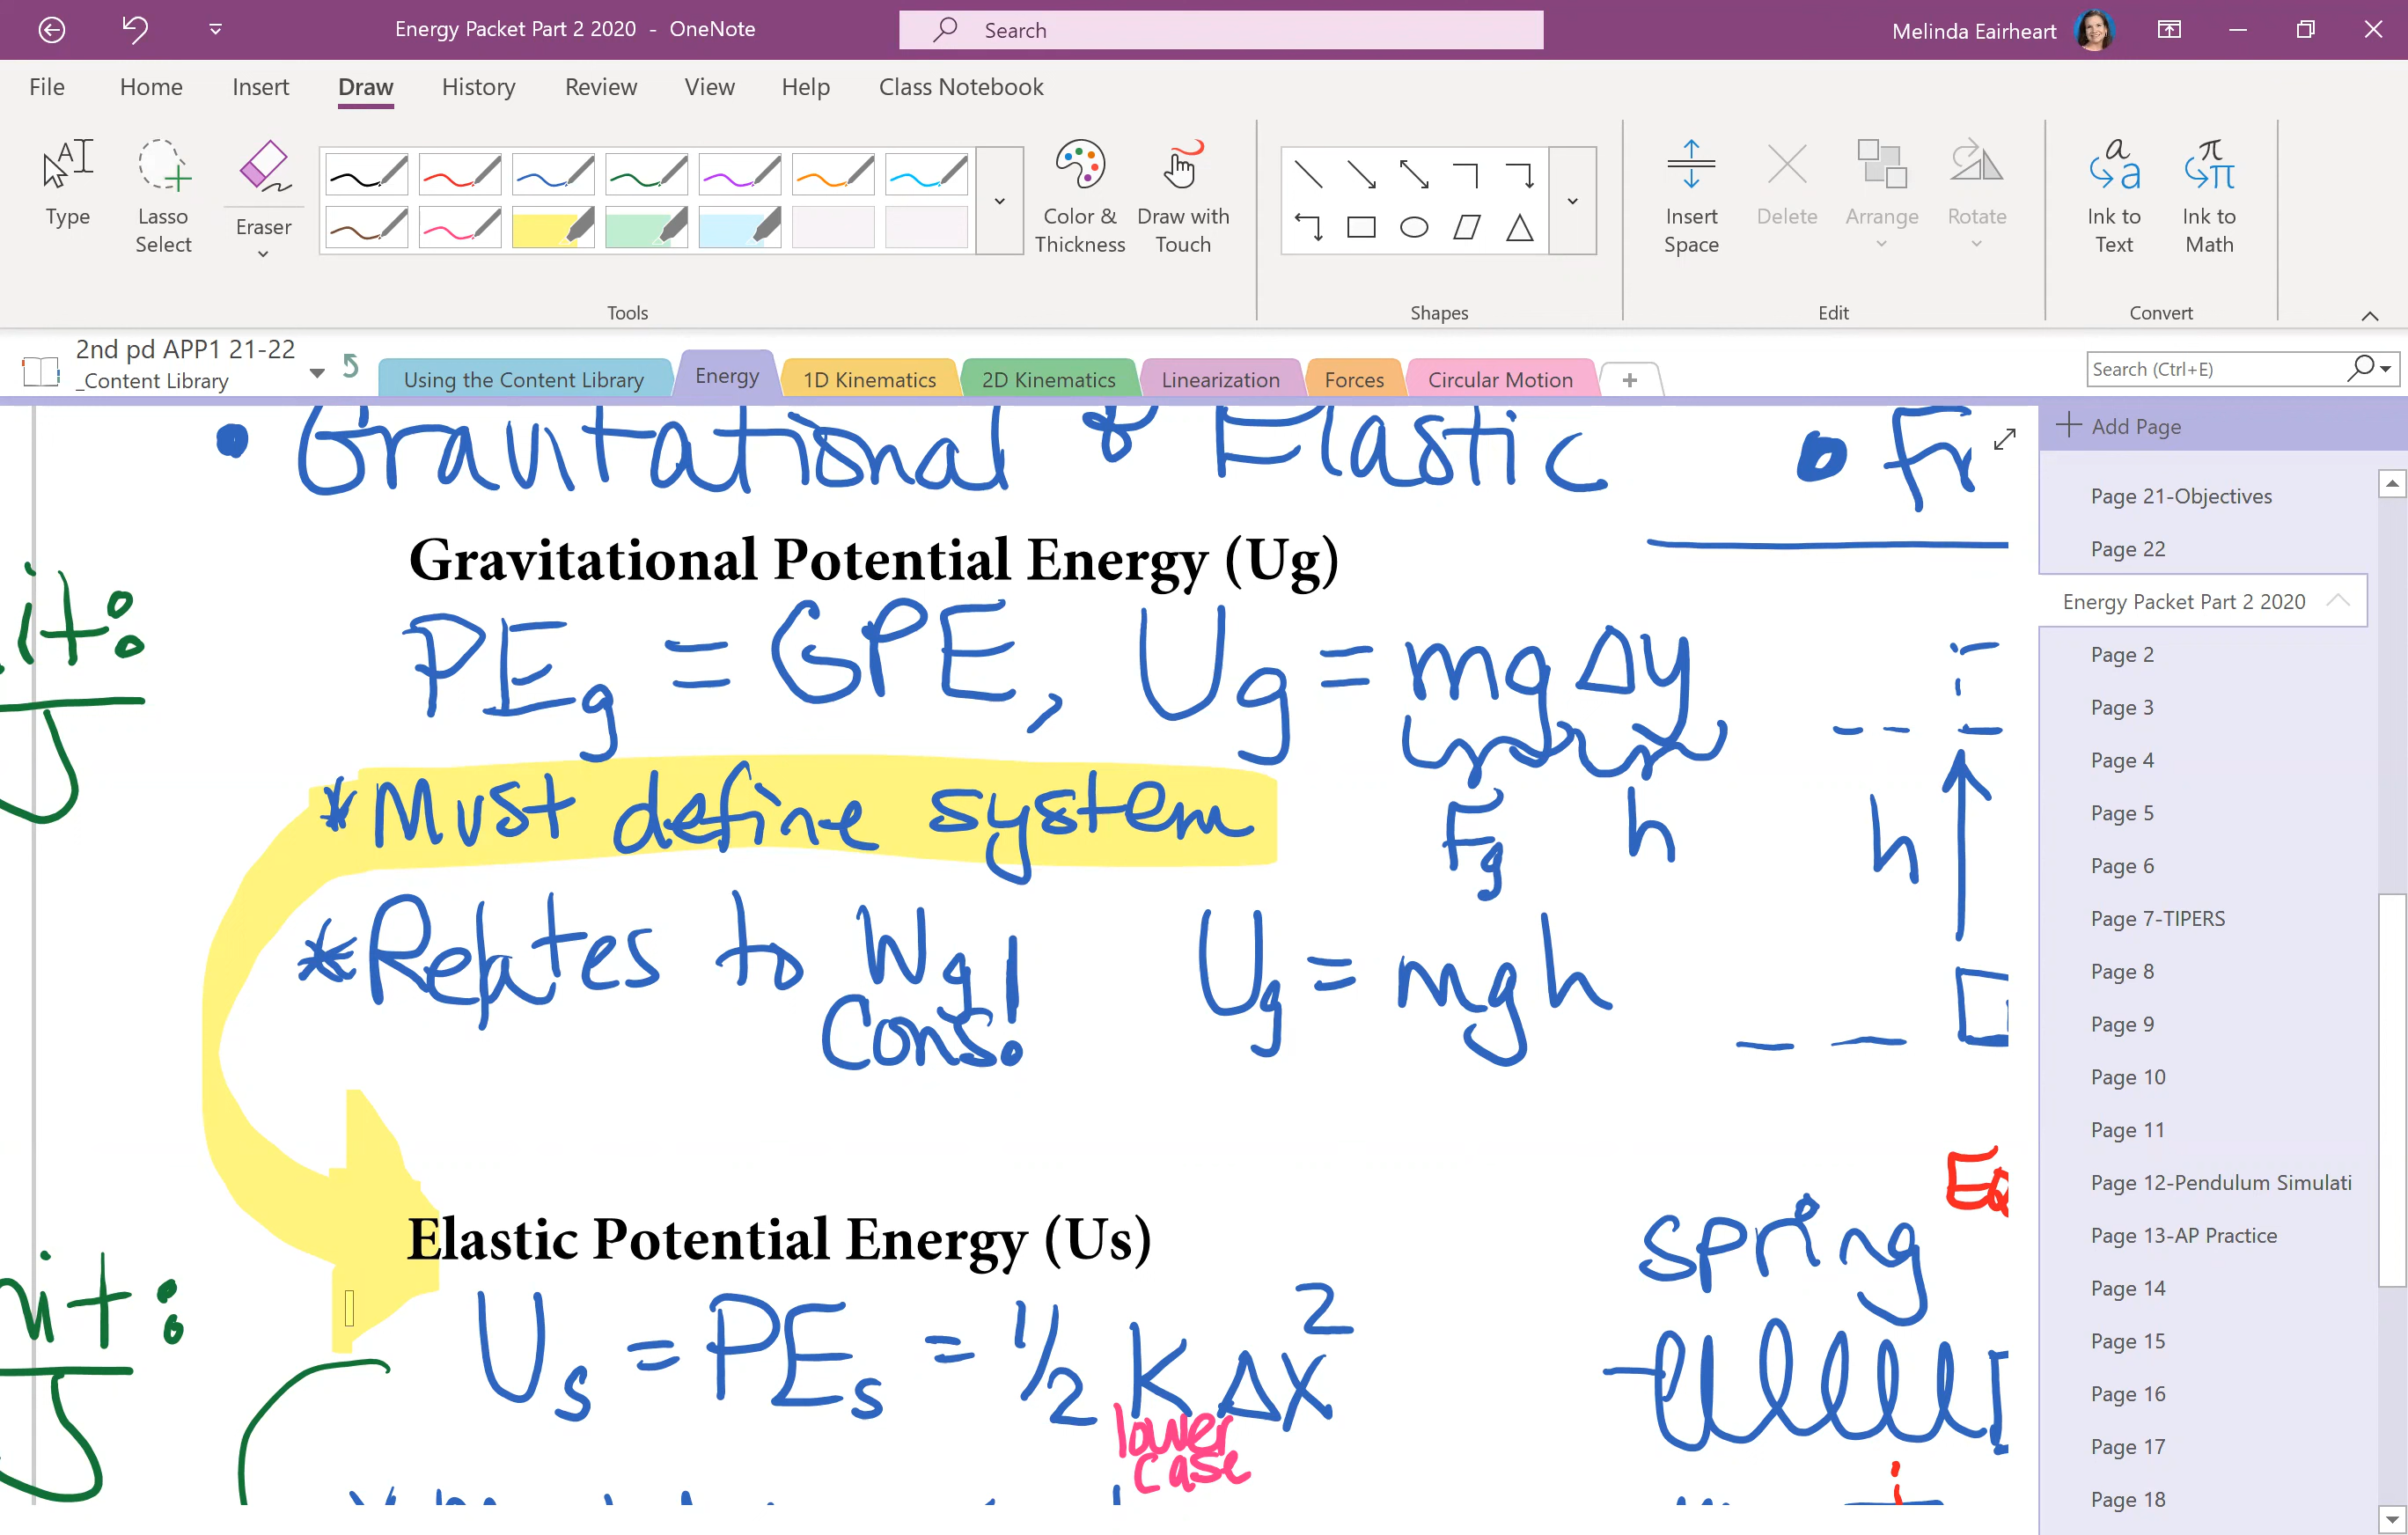 Energy Packet Part 2 2020 - OneNote
Search
Melinda Eairheart
File Home Insert Draw History Review View Help Class Notebook
Type
Lasso Select
Eraser
Color & Thickness
Draw with Touch
Insert Space
Delete
Arrange
Rotate
Ink to Text
Ink to Math
Tools
Shapes
Edit
Convert
2nd pd APP1 21-22
_Content Library
Using the Content Library
Energy
1D Kinematics
2D Kinematics
Linearization
Forces
Circular Motion
Search (Ctrl+E)
• Gravitational & Elastic
Gravitational Potential Energy (Ug)
PEg = GPE, Ug = mgΔy
Fg h
h
*Must define system
*Relates to Wg!
Cons.
Ug = mgh
J
Elastic Potential Energy (Us)
spring
Us = PEs = 1/2 K Δx²
lower
case
J
Add Page
Page 21-Objectives
Page 22
Energy Packet Part 2 2020
Page 2
Page 3
Page 4
Page 5
Page 6
Page 7-TIPERS
Page 8
Page 9
Page 10
Page 11
Page 12-Pendulum Simulati
Page 13-AP Practice
Page 14
Page 15
Page 16
Page 17
Page 18